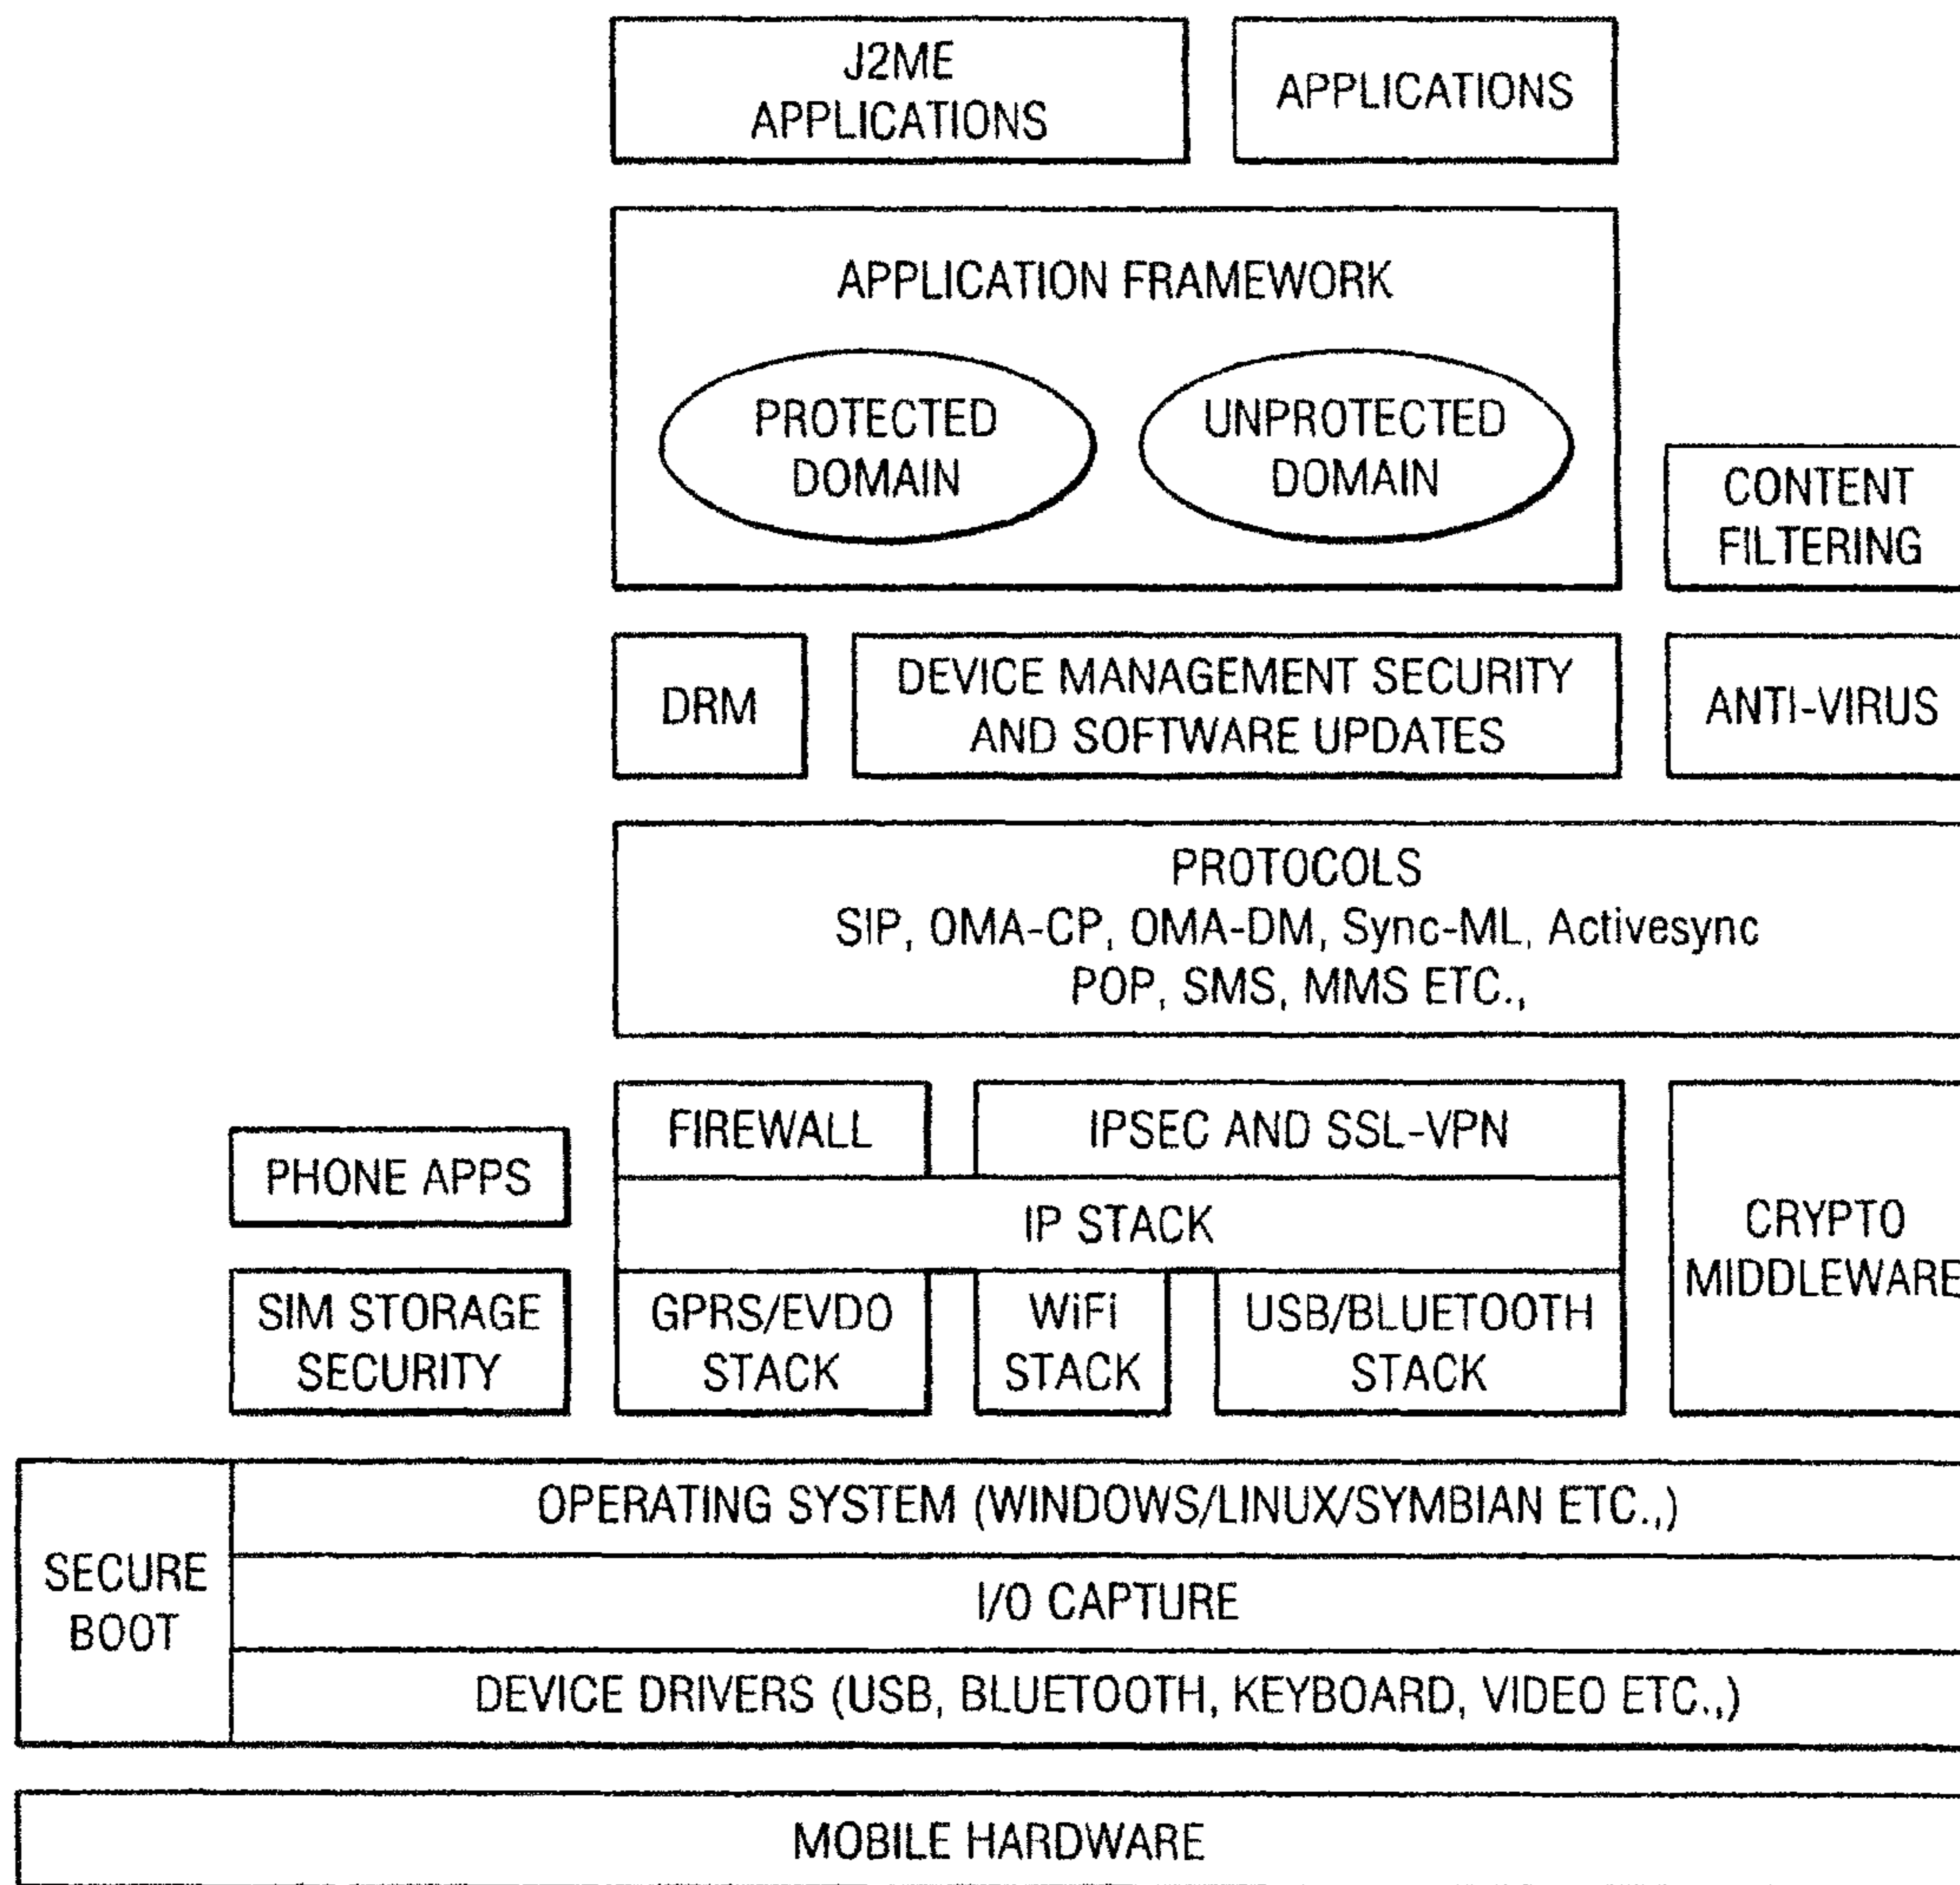 J2ME
APPLICATIONS
APPLICATIONS
APPLICATION FRAMEWORK
PROTECTED
DOMAIN
UNPROTECTED
DOMAIN
CONTENT
FILTERING
DRM
DEVICE MANAGEMENT SECURITY
AND SOFTWARE UPDATES
ANTI-VIRUS
PROTOCOLS
SIP, OMA-CP, OMA-DM, Sync-ML, Activesync
POP, SMS, MMS ETC.,
PHONE APPS
FIREWALL
IPSEC AND SSL-VPN
IP STACK
CRYPTO
MIDDLEWARE
SIM STORAGE
SECURITY
GPRS/EVDO
STACK
WiFi
STACK
USB/BLUETOOTH
STACK
SECURE
BOOT
OPERATING SYSTEM (WINDOWS/LINUX/SYMBIAN ETC.,)
I/O CAPTURE
DEVICE DRIVERS (USB, BLUETOOTH, KEYBOARD, VIDEO ETC.,)
MOBILE HARDWARE